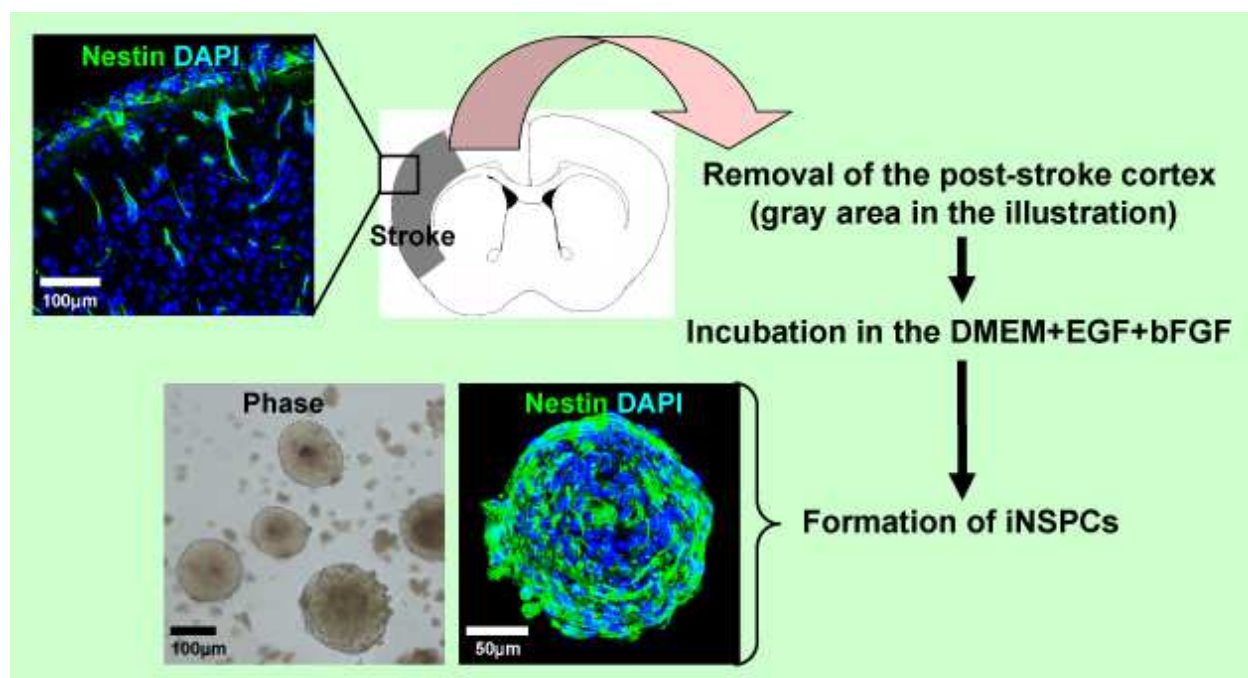 Nestin DAPI
100µm
Stroke
Removal of the post-stroke cortex
(gray area in the illustration)
Incubation in the DMEM+EGF+bFGF
Formation of iNSPCs
Phase
100µm
Nestin DAPI
50µm